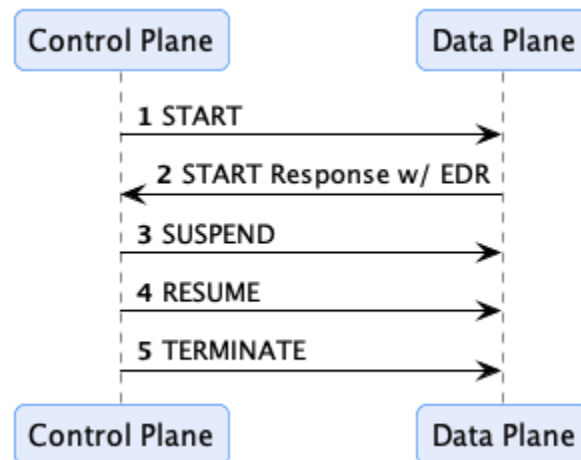 Control Plane
Data Plane
1 START
2 START Response w/ EDR
3 SUSPEND
4 RESUME
5 TERMINATE
Control Plane
Data Plane